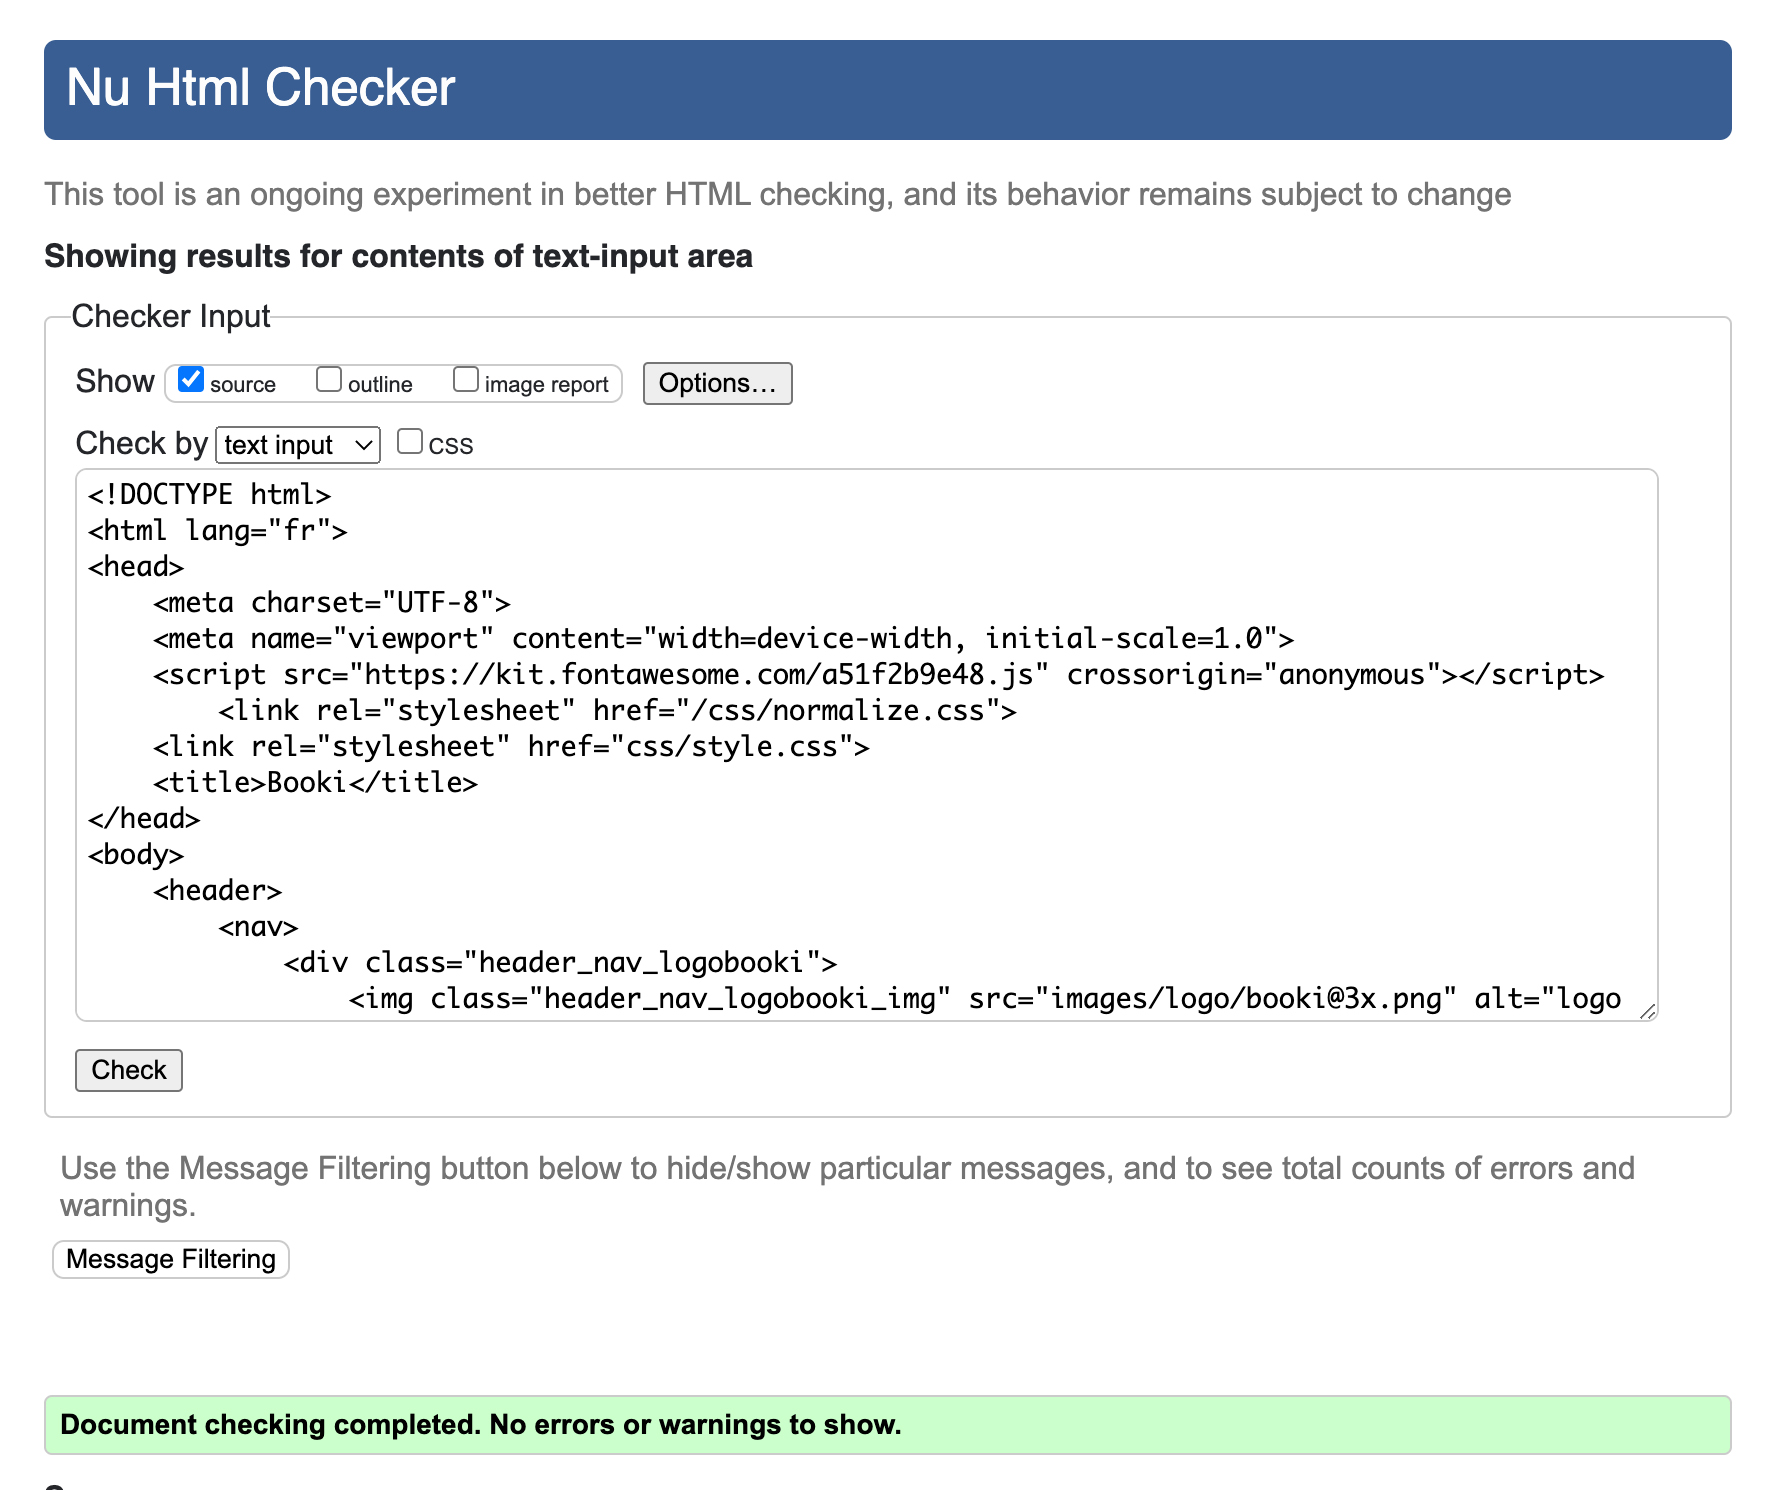 Nu Html Checker
This tool is an ongoing experiment in better HTML checking, and its behavior remains subject to change
Showing results for contents of text-input area
Checker Input
Show source outline image report Options…
Check by text input CSS
<!DOCTYPE html>
<html lang="fr">
<head>
    <meta charset="UTF-8">
    <meta name="viewport" content="width=device-width, initial-scale=1.0">
    <script src="https://kit.fontawesome.com/a51f2b9e48.js" crossorigin="anonymous"></script>
        <link rel="stylesheet" href="/css/normalize.css">
    <link rel="stylesheet" href="css/style.css">
    <title>Booki</title>
</head>
<body>
    <header>
        <nav>
            <div class="header_nav_logobooki">
                <img class="header_nav_logobooki_img" src="images/logo/booki@3x.png" alt="logo
Check
Use the Message Filtering button below to hide/show particular messages, and to see total counts of errors and
warnings.
Message Filtering
Document checking completed. No errors or warnings to show.